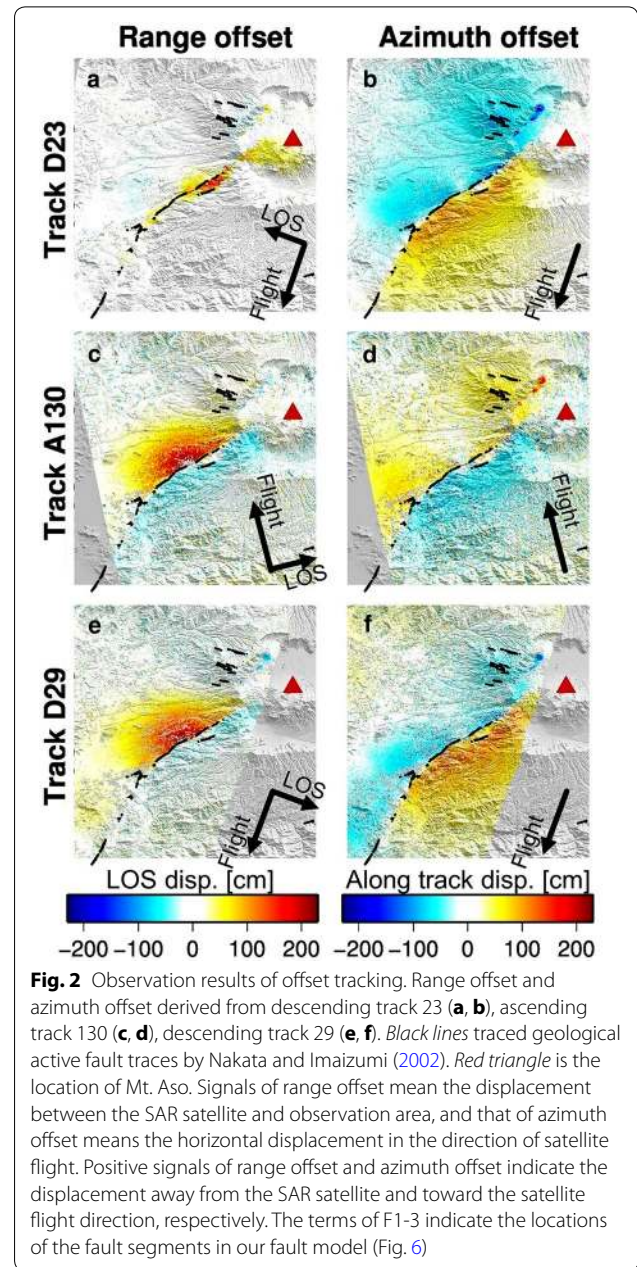 Range offset Azimuth offset
Track D23
a
b
LOS
Flight
Flight
Track A130
c
d
Flight
LOS
Flight
Track D29
e
f
LOS
Flight
Flight
LOS disp. [cm] Along track disp. [cm]
−200 −100 0 100 200 −200 −100 0 100 200
Fig. 2 Observation results of offset tracking. Range offset and
azimuth offset derived from descending track 23 (a, b), ascending
track 130 (c, d), descending track 29 (e, f). Black lines traced geological
active fault traces by Nakata and Imaizumi (2002). Red triangle is the
location of Mt. Aso. Signals of range offset mean the displacement
between the SAR satellite and observation area, and that of azimuth
offset means the horizontal displacement in the direction of satellite
flight. Positive signals of range offset and azimuth offset indicate the
displacement away from the SAR satellite and toward the satellite
flight direction, respectively. The terms of F1-3 indicate the locations
of the fault segments in our fault model (Fig. 6)